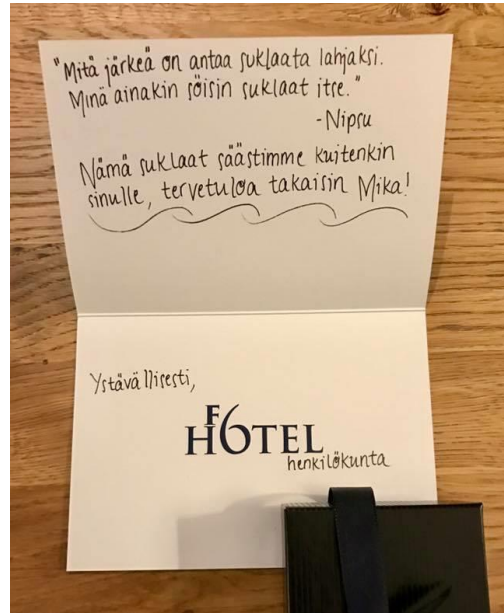 "Mitä järkeä on antaa suklaata lahjaksi.
Minä ainakin söisin suklaat itse."
-Nipsu
Nämä suklaat säästimme kuitenkin
sinulle, tervetuloa takaisin Mika!
Ystävällisesti,
HOTEL F6
henkilökunta